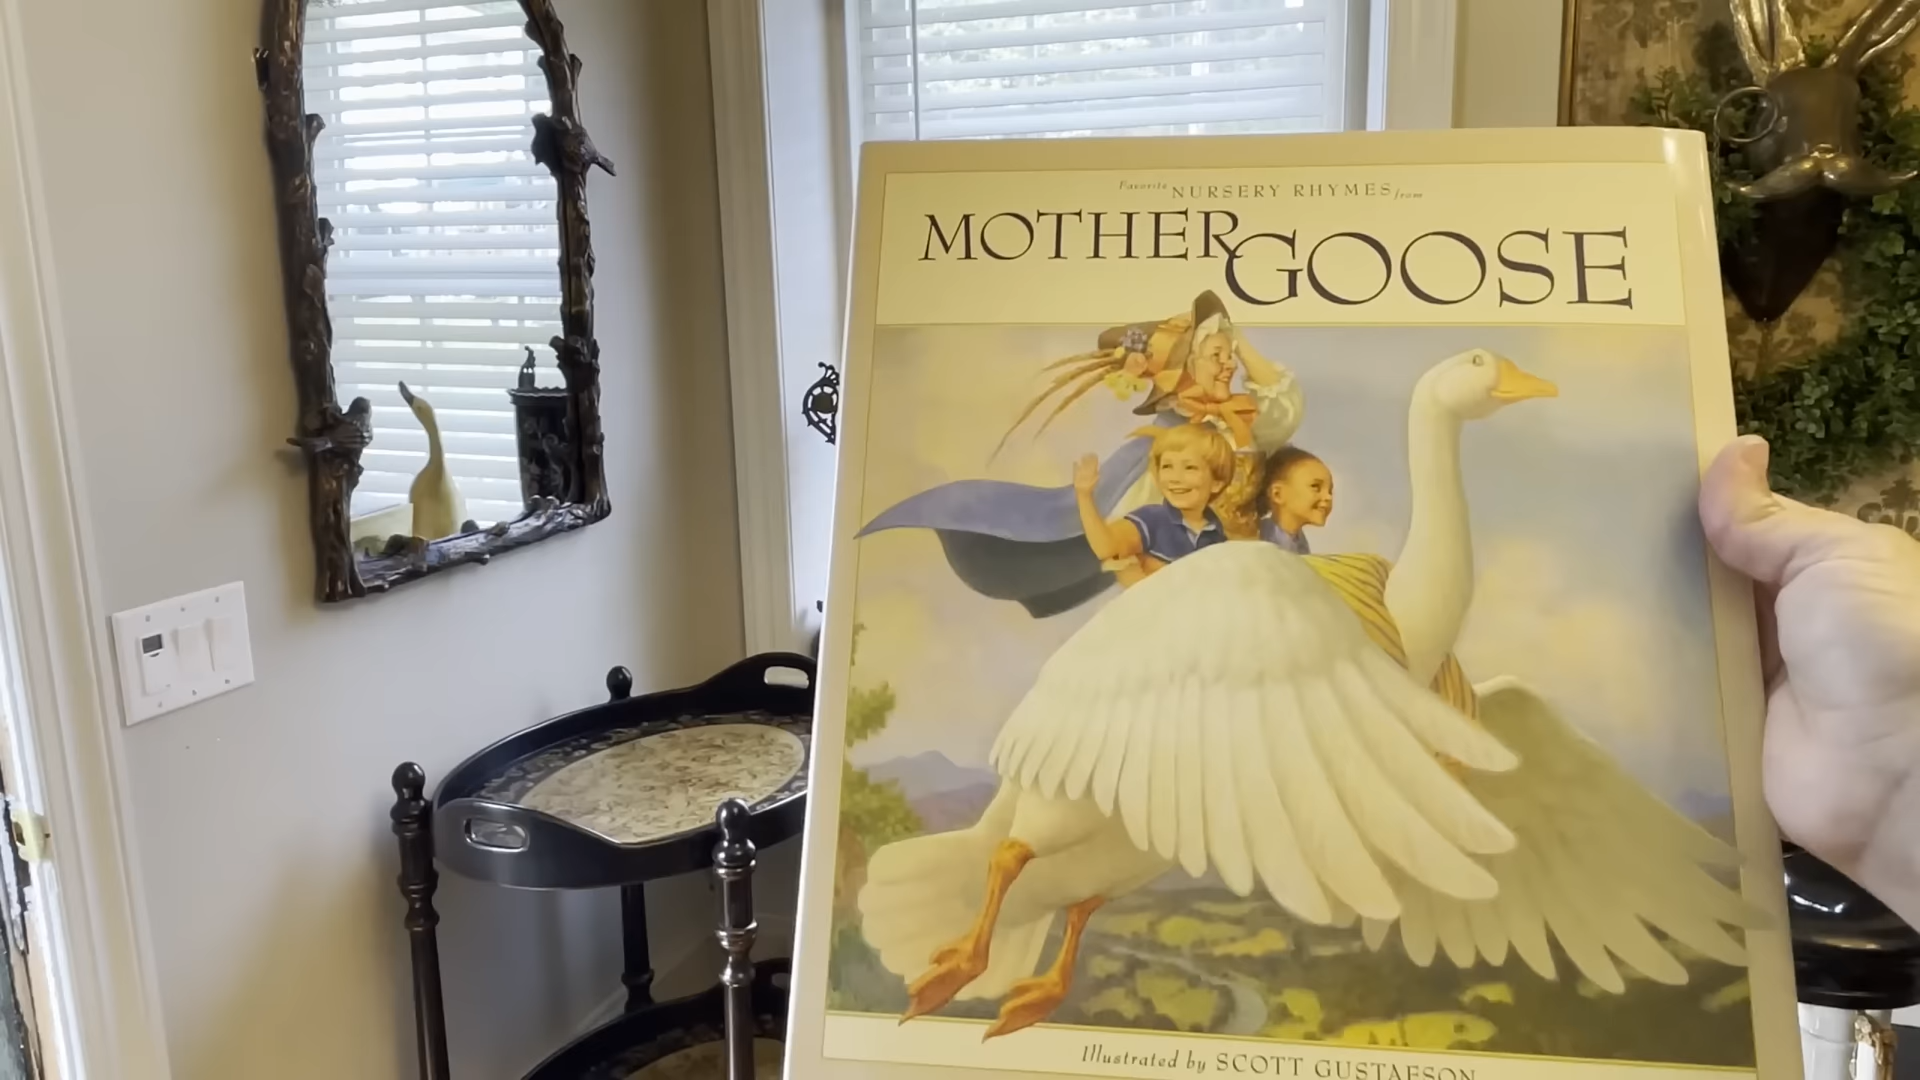 Favorite NURSERY RHYMES from
MOTHER GOOSE
Illustrated by SCOTT GUSTAFSON